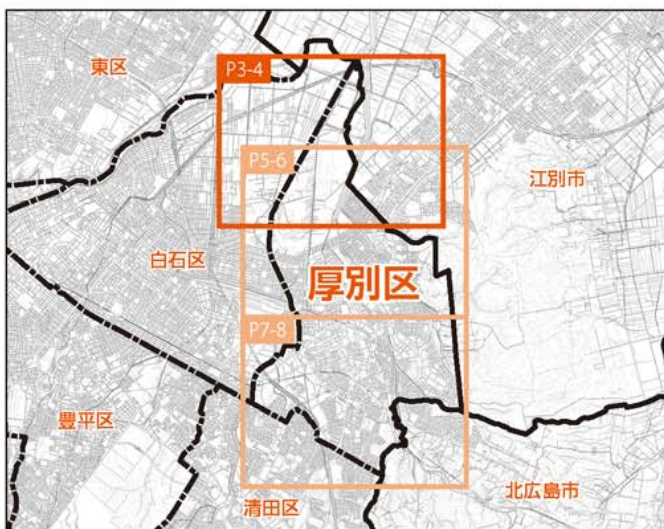 東区
P3-4
P5-6
江別市
白石区
厚別区
P7-8
豊平区
清田区
北広島市